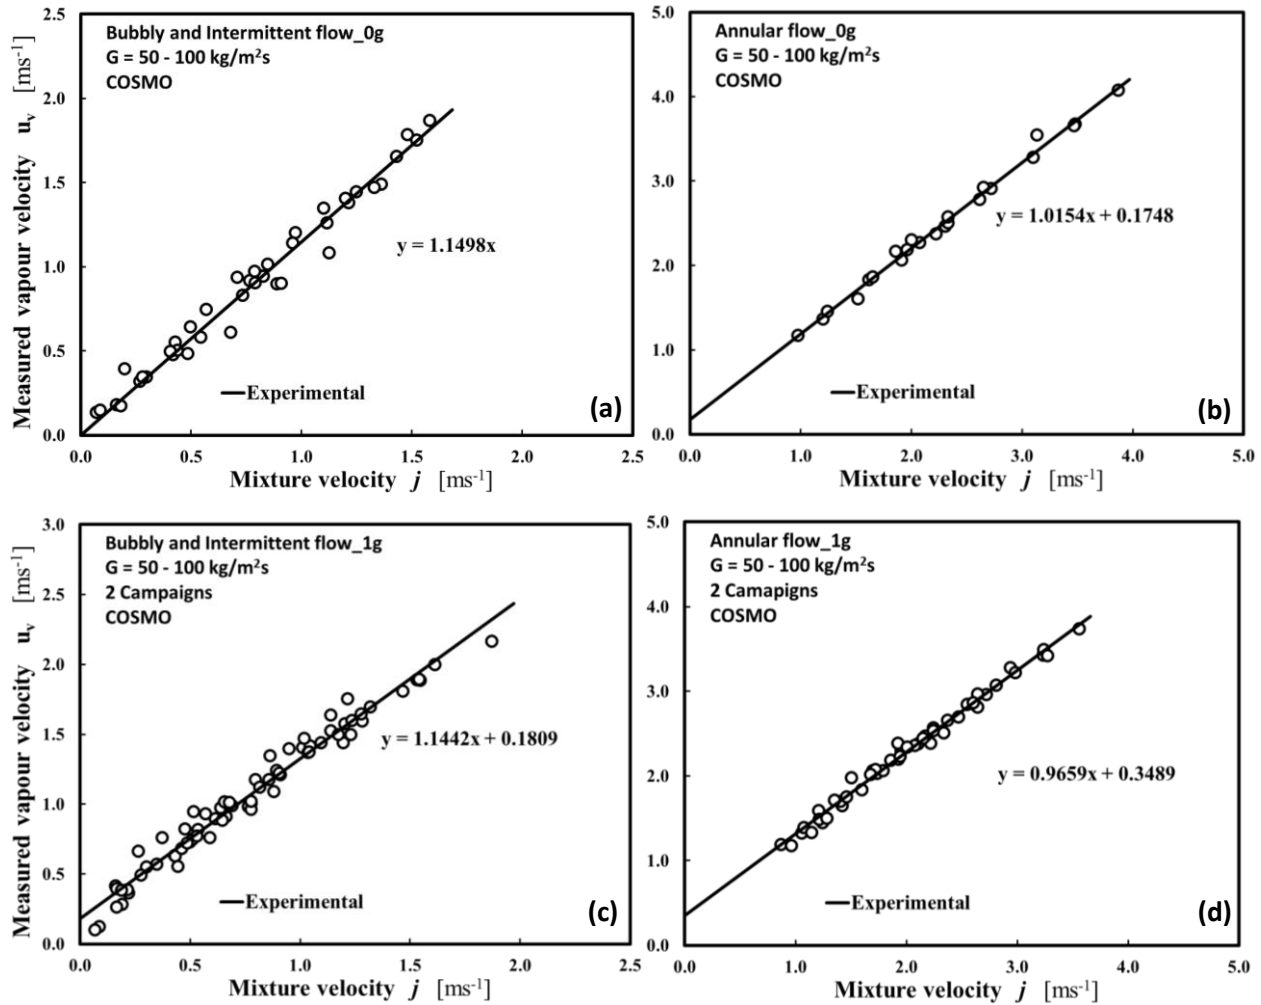 Bubbly and Intermittent flow_0g
G = 50 - 100 kg/m²s
COSMO
y = 1.1498x
Experimental
(a)
2.5
2.0
1.5
1.0
0.5
0.0
0.0 0.5 1.0 1.5 2.0 2.5
Measured vapour velocity uᵥ [ms⁻¹]
Mixture velocity j [ms⁻¹]
Annular flow_0g
G = 50 - 100 kg/m²s
COSMO
y = 1.0154x + 0.1748
Experimental
(b)
5.0
4.0
3.0
2.0
1.0
0.0
0.0 1.0 2.0 3.0 4.0 5.0
Mixture velocity j [ms⁻¹]
Bubbly and Intermittent flow_1g
G = 50 - 100 kg/m²s
2 Campaigns
COSMO
y = 1.1442x + 0.1809
Experimental
(c)
3.0
2.5
2.0
1.5
1.0
0.5
0.0
0.0 0.5 1.0 1.5 2.0 2.5
Measured vapour velocity uᵥ [ms⁻¹]
Mixture velocity j [ms⁻¹]
Annular flow_1g
G = 50 - 100 kg/m²s
2 Camapigns
COSMO
y = 0.9659x + 0.3489
Experimental
(d)
5.0
4.0
3.0
2.0
1.0
0.0
0.0 1.0 2.0 3.0 4.0 5.0
Mixture velocity j [ms⁻¹]